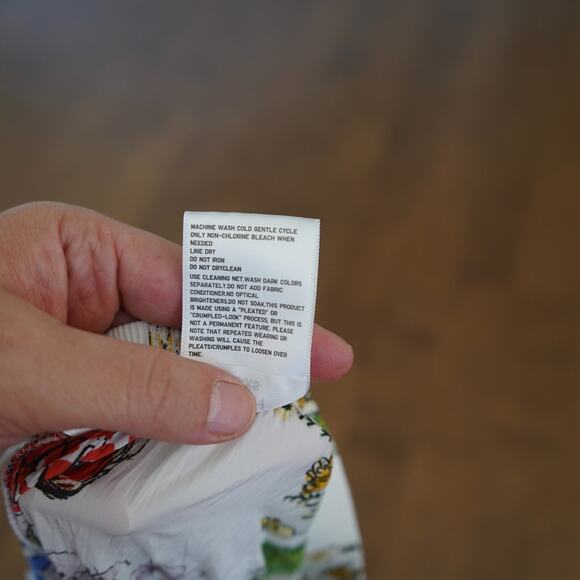 MACHINE WASH COLD GENTLE CYCLE
ONLY NON-CHLORINE BLEACH WHEN
NEEDED
LINE DRY
DO NOT IRON
DO NOT DRYCLEAN
USE CLEANING NET.WASH DARK COLORS
SEPARATELY.DO NOT ADD FABRIC
CONDITIONER.NO OPTICAL
BRIGHTENERS.DO NOT SOAK.THIS PRODUCT
IS MADE USING A "PLEATED" OR
"CRUMPLED-LOOK" PROCESS, BUT THIS IS
NOT A PERMANENT FEATURE. PLEASE
NOTE THAT REPEATED WEARING OR
WASHING WILL CAUSE THE
PLEATS/CRUMPLES TO LOOSEN OVER
TIME.